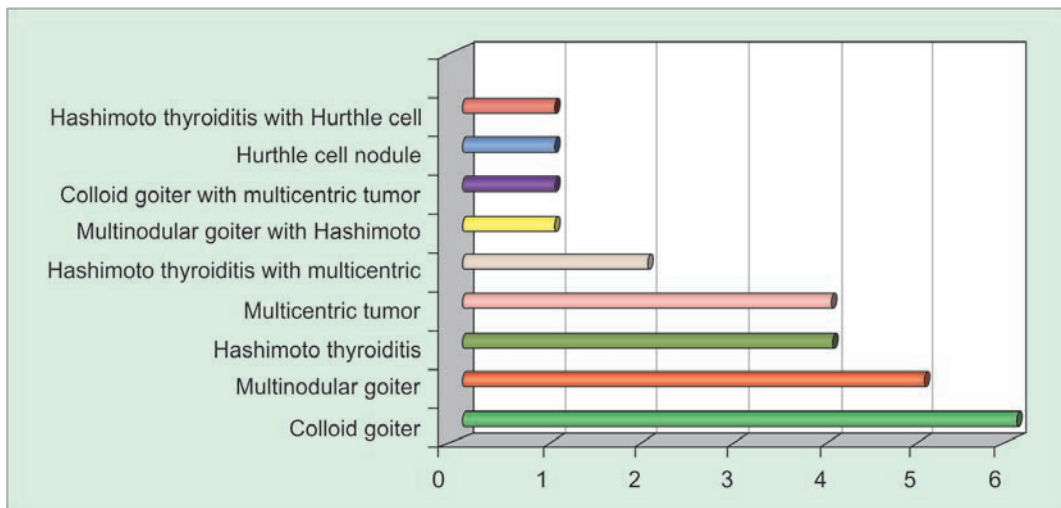 Hashimoto thyroiditis with Hurthle cell
Hurthle cell nodule
Colloid goiter with multicentric tumor
Multinodular goiter with Hashimoto
Hashimoto thyroiditis with multicentric
Multicentric tumor
Hashimoto thyroiditis
Multinodular goiter
Colloid goiter
0 1 2 3 4 5 6